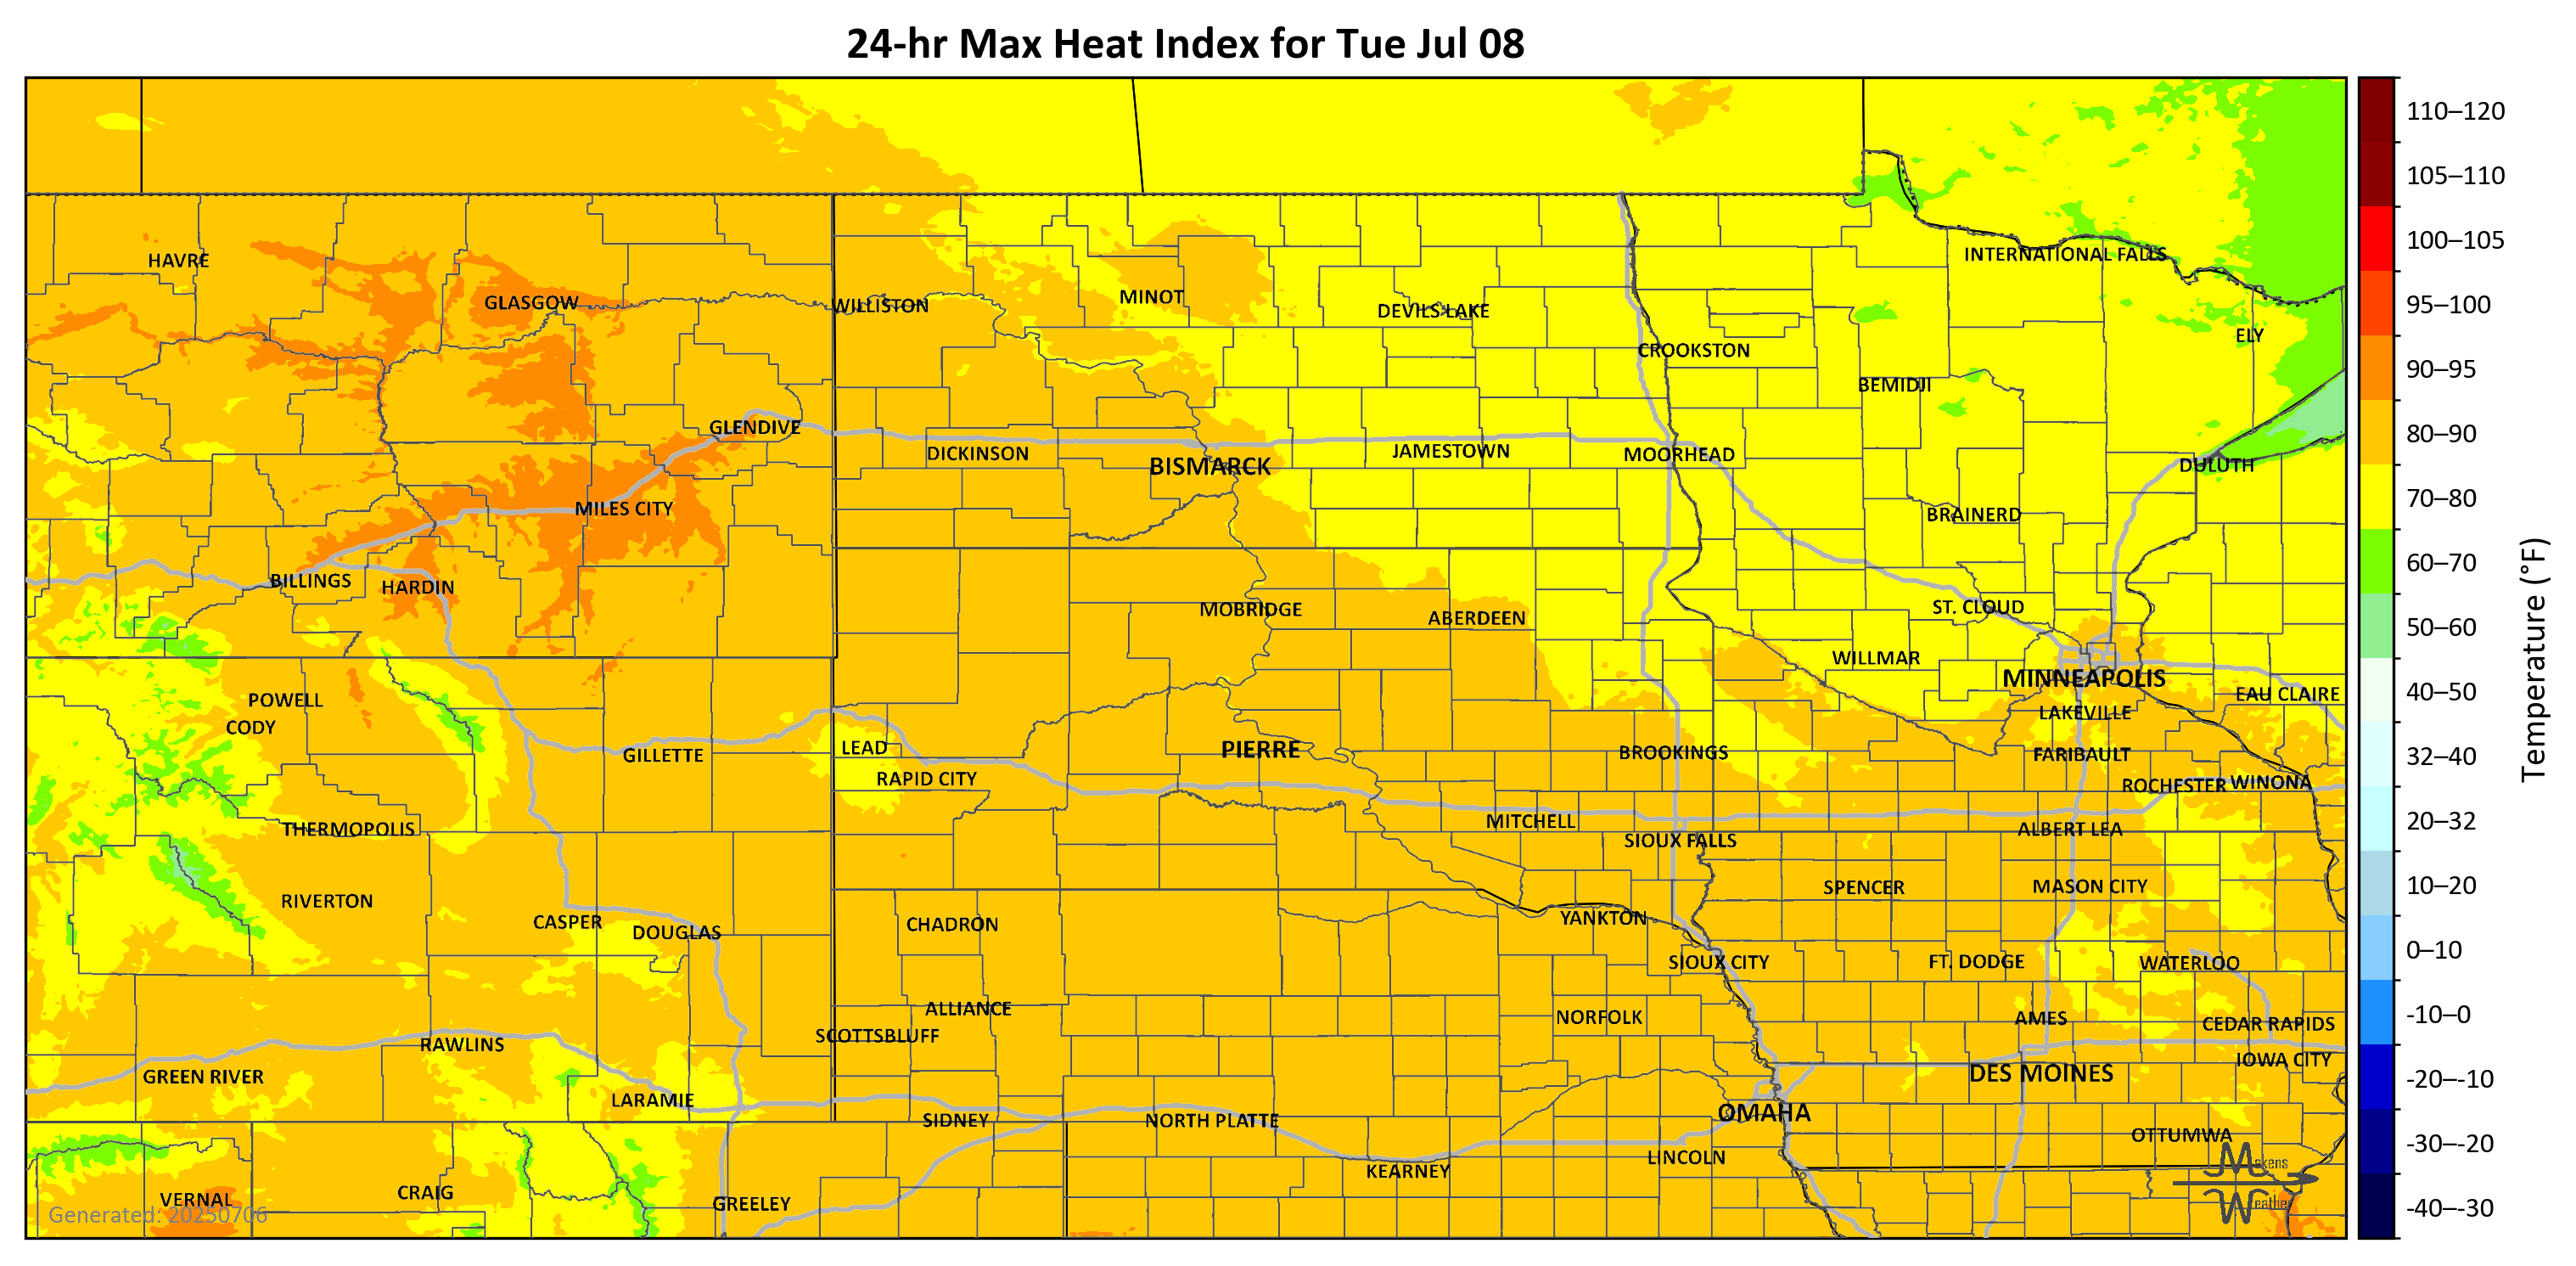 24-hr Max Heat Index for Tue Jul 08
110–120
105–110
100–105
95–100
90–95
80–90
70–80
60–70
50–60
40–50
32–40
20–32
10–20
0–10
-10–0
-20–-10
-30–-20
-40–-30
Temperature (°F)
HAVRE
INTERNATIONAL FALLS
GLASGOW
WILLISTON
MINOT
DEVILS LAKE
ELY
CROOKSTON
BEMIDJI
GLENDIVE
DICKINSON
BISMARCK
JAMESTOWN
MOORHEAD
DULUTH
MILES CITY
BRAINERD
BILLINGS
HARDIN
MOBRIDGE
ABERDEEN
ST. CLOUD
WILLMAR
MINNEAPOLIS
EAU CLAIRE
POWELL
CODY
LAKEVILLE
GILLETTE
LEAD
PIERRE
BROOKINGS
FARIBAULT
RAPID CITY
ROCHESTER
WINONA
THERMOPOLIS
MITCHELL
SIOUX FALLS
ALBERT LEA
RIVERTON
SPENCER
MASON CITY
CASPER
DOUGLAS
CHADRON
YANKTON
SIOUX CITY
FT. DODGE
WATERLOO
ALLIANCE
NORFOLK
AMES
CEDAR RAPIDS
SCOTTSBLUFF
RAWLINS
IOWA CITY
GREEN RIVER
DES MOINES
LARAMIE
SIDNEY
NORTH PLATTE
OMAHA
OTTUMWA
LINCOLN
KEARNEY
Makens
VERNAL
CRAIG
GREELEY
Weather
Generated: 20250706